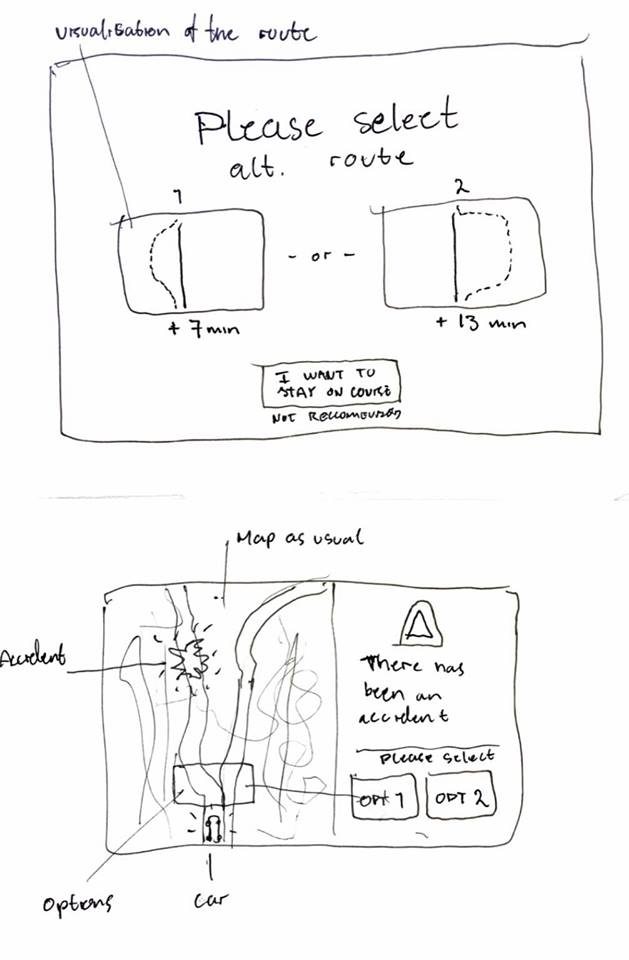 visualisation of the route
Please select
alt. route
1
2
- or -
+ 7 min
+ 13 min
I WANT TO
STAY ON COURSE
NOT RECOMMENDED
Map as usual
Accident
There has
been an
accident
Please select
OPT 1
OPT 2
options
car